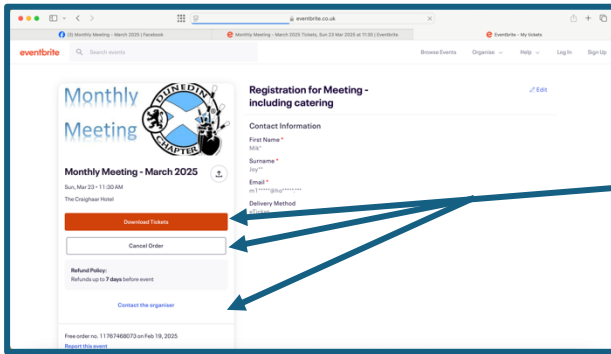 eventbrite.co.uk
(3) Monthly Meeting - March 2025 | Facebook
Monthly Meeting - March 2025 Tickets, Sun 23 Mar 2025 at 11:30 | Eventbrite
Eventbrite - My tickets
eventbrite
Search events
Browse Events
Organise
Help
Log In
Sign Up
Monthly
Meeting
DUNEDIN
CHAPTER
Monthly Meeting - March 2025
Sun, Mar 23 • 11:30 AM
The Craighaar Hotel
Download Tickets
Cancel Order
Refund Policy:
Refunds up to 7 days before event
Contact the organiser
Free order no. 11767468073 on Feb 19, 2025
Report this event
Registration for Meeting -
including catering
Edit
Contact Information
First Name *
Mik*
Surname *
Joy**
Email *
Delivery Method
eTicket